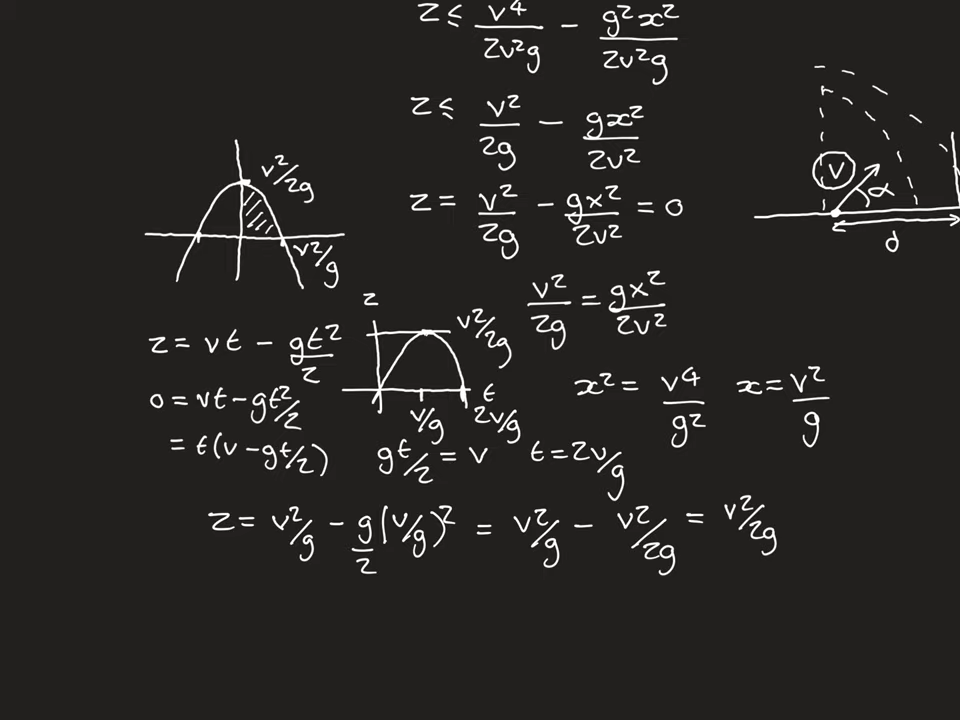 z ≤ v⁴/2v²g − g²x²/2v²g
z ≤ v²/2g − gx²/2v²
v²/2g
v
α
z = v²/2g − gx²/2v² = 0
v²/g
d
v²/2g = gx²/2v²
z
v²/2g
z = vt − gt²/2
x² = v⁴/g² x = v²/g
t
0 = vt − gt²/2
v/g 2v/g
= t(v − gt/2) gt/2 = v t = 2v/g
z = v²/g − g/2 (v/g)² = v²/g − v²/2g = v²/2g